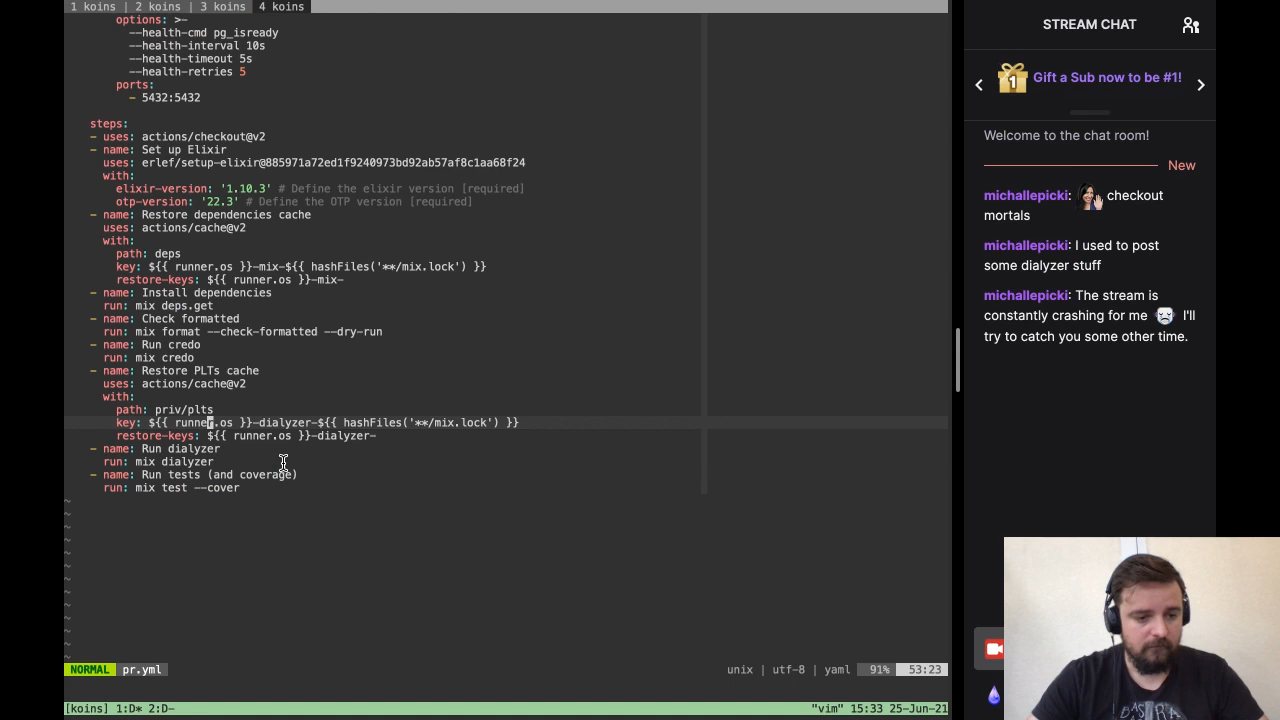 1 koins | 2 koins | 3 koins 4 koins
options: >-
--health-cmd pg_isready
--health-interval 10s
--health-timeout 5s
--health-retries 5
ports:
- 5432:5432
steps:
- uses: actions/checkout@v2
- name: Set up Elixir
uses: erlef/setup-elixir@885971a72ed1f9240973bd92ab57af8c1aa68f24
with:
elixir-version: '1.10.3' # Define the elixir version [required]
otp-version: '22.3' # Define the OTP version [required]
- name: Restore dependencies cache
uses: actions/cache@v2
with:
path: deps
key: ${{ runner.os }}-mix-${{ hashFiles('**/mix.lock') }}
restore-keys: ${{ runner.os }}-mix-
- name: Install dependencies
run: mix deps.get
- name: Check formatted
run: mix format --check-formatted --dry-run
- name: Run credo
run: mix credo
- name: Restore PLTs cache
uses: actions/cache@v2
with:
path: priv/plts
key: ${{ runner.os }}-dialyzer-${{ hashFiles('**/mix.lock') }}
restore-keys: ${{ runner.os }}-dialyzer-
- name: Run dialyzer
run: mix dialyzer
- name: Run tests (and coverage)
run: mix test --cover
~
~
~
~
~
~
~
~
~
~
~
~
~
NORMAL pr.yml unix | utf-8 | yaml 91% 53:23
[koins] 1:D* 2:D- "vim" 15:33 25-Jun-21
STREAM CHAT
1 Gift a Sub now to be #1!
Welcome to the chat room!
New
michallepicki: checkout
mortals
michallepicki: I used to post
some dialyzer stuff
michallepicki: The stream is
constantly crashing for me I'll
try to catch you some other time.